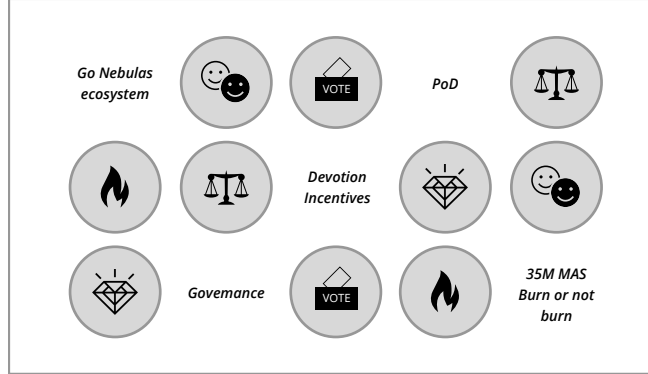 Go Nebulas
ecosystem
VOTE
PoD
Devotion
Incentives
Govemance
VOTE
35M MAS
Burn or not
burn